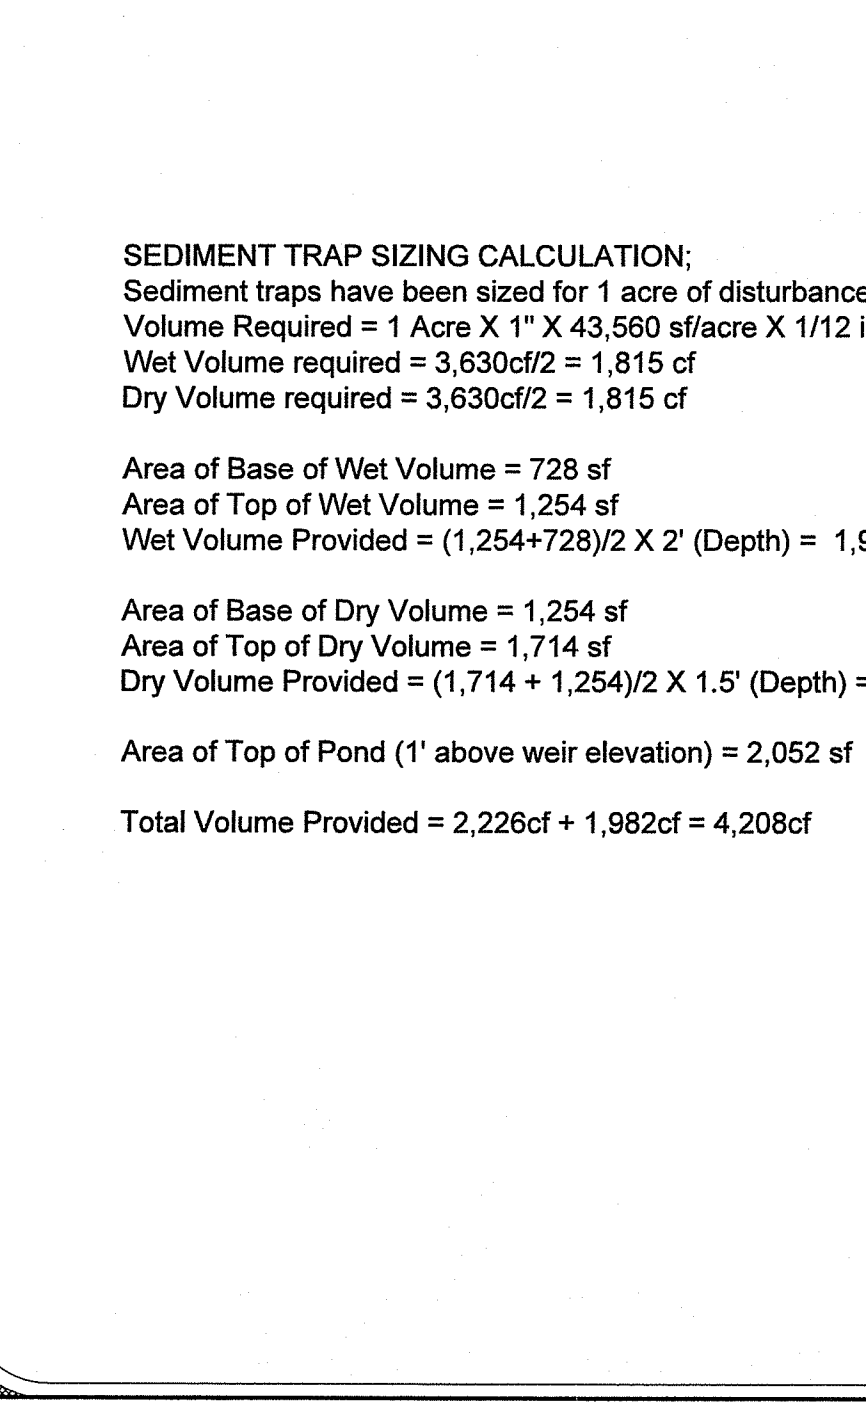 SEDIMENT TRAP SIZING CALCULATION;
Sediment traps have been sized for 1 acre of disturbance
Volume Required = 1 Acre X 1" X 43,560 sf/acre X 1/12 i
Wet Volume required = 3,630cf/2 = 1,815 cf
Dry Volume required = 3,630cf/2 = 1,815 cf
Area of Base of Wet Volume = 728 sf
Area of Top of Wet Volume = 1,254 sf
Wet Volume Provided = (1,254+728)/2 X 2' (Depth) = 1,9
Area of Base of Dry Volume = 1,254 sf
Area of Top of Dry Volume = 1,714 sf
Dry Volume Provided = (1,714 + 1,254)/2 X 1.5' (Depth) =
Area of Top of Pond (1' above weir elevation) = 2,052 sf
Total Volume Provided = 2,226cf + 1,982cf = 4,208cf